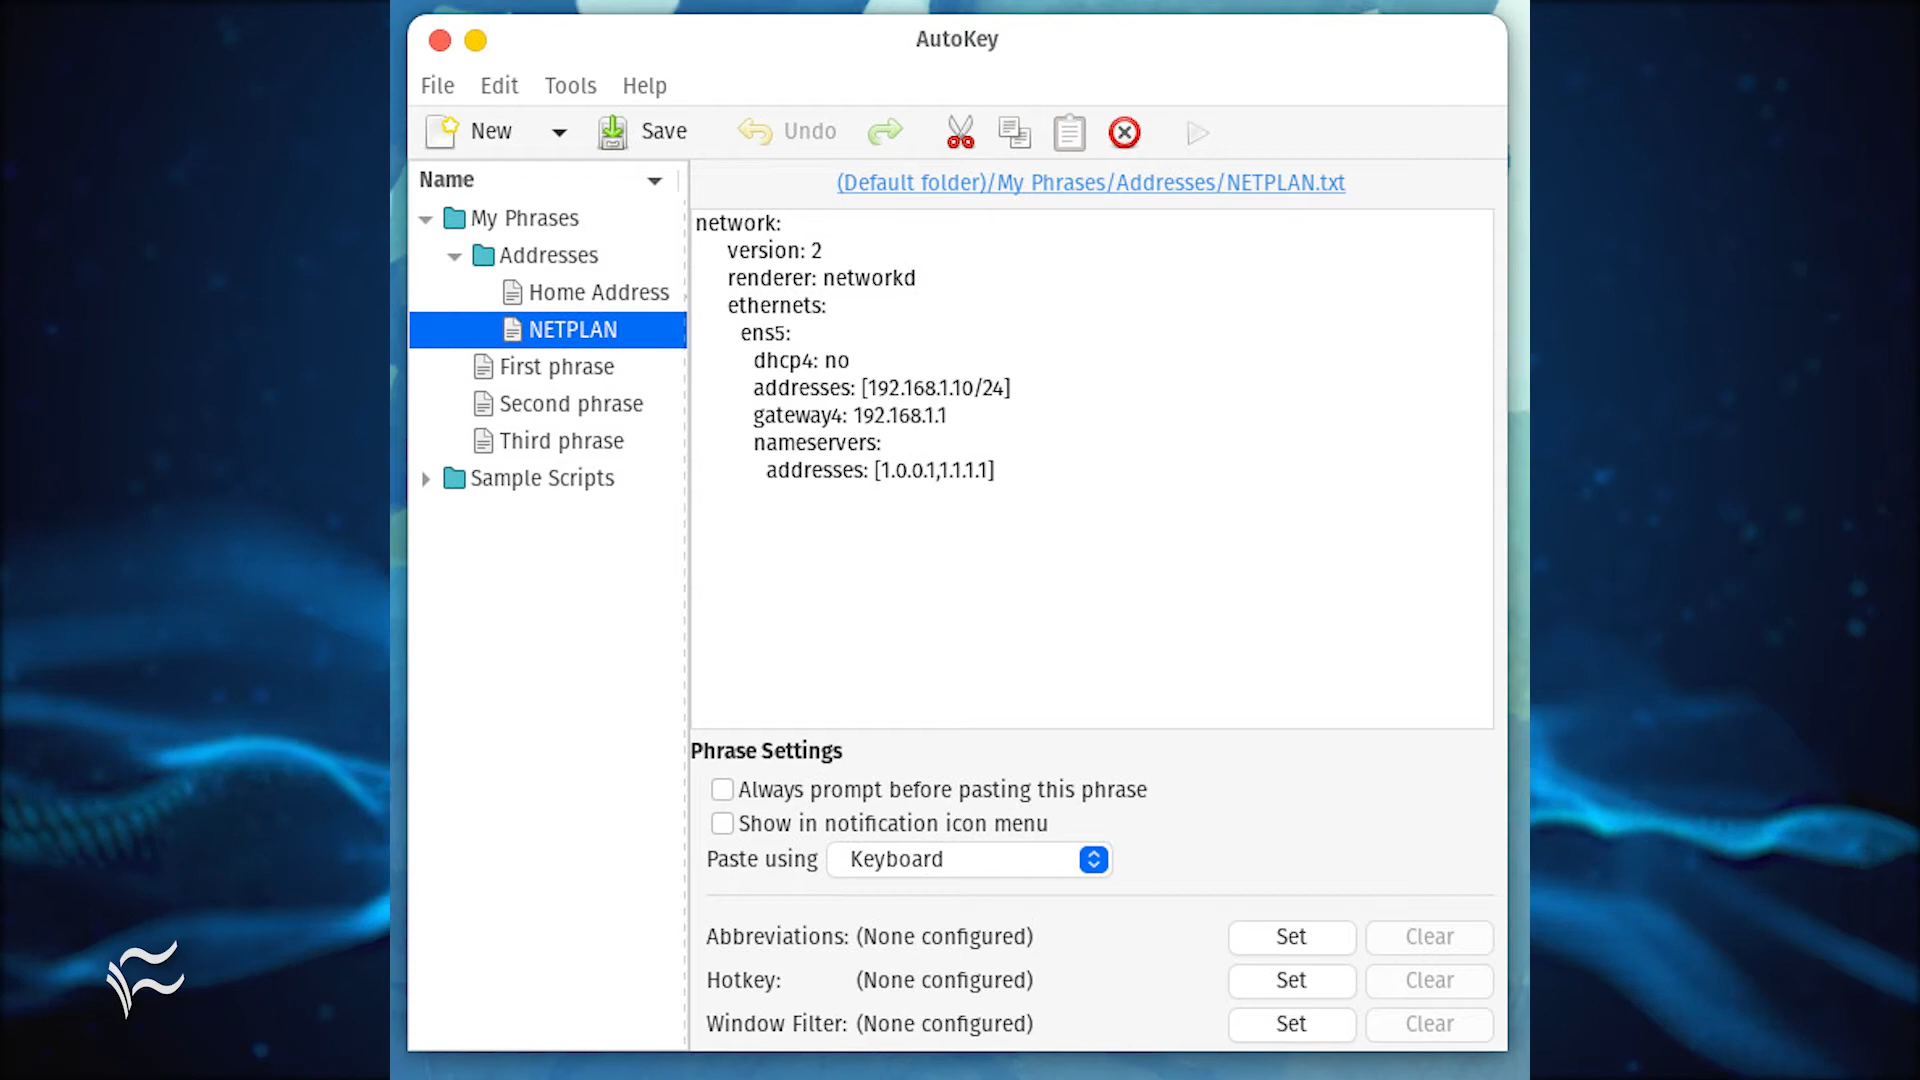 AutoKey
File Edit Tools Help
New Save Undo
Name
My Phrases
Addresses
Home Address
NETPLAN
First phrase
Second phrase
Third phrase
Sample Scripts
(Default folder)/My Phrases/Addresses/NETPLAN.txt
network:
version: 2
renderer: networkd
ethernets:
ens5:
dhcp4: no
addresses: [192.168.1.10/24]
gateway4: 192.168.1.1
nameservers:
addresses: [1.0.0.1,1.1.1.1]
Phrase Settings
Always prompt before pasting this phrase
Show in notification icon menu
Paste using Keyboard
Abbreviations: (None configured) Set Clear
Hotkey: (None configured) Set Clear
Window Filter: (None configured) Set Clear